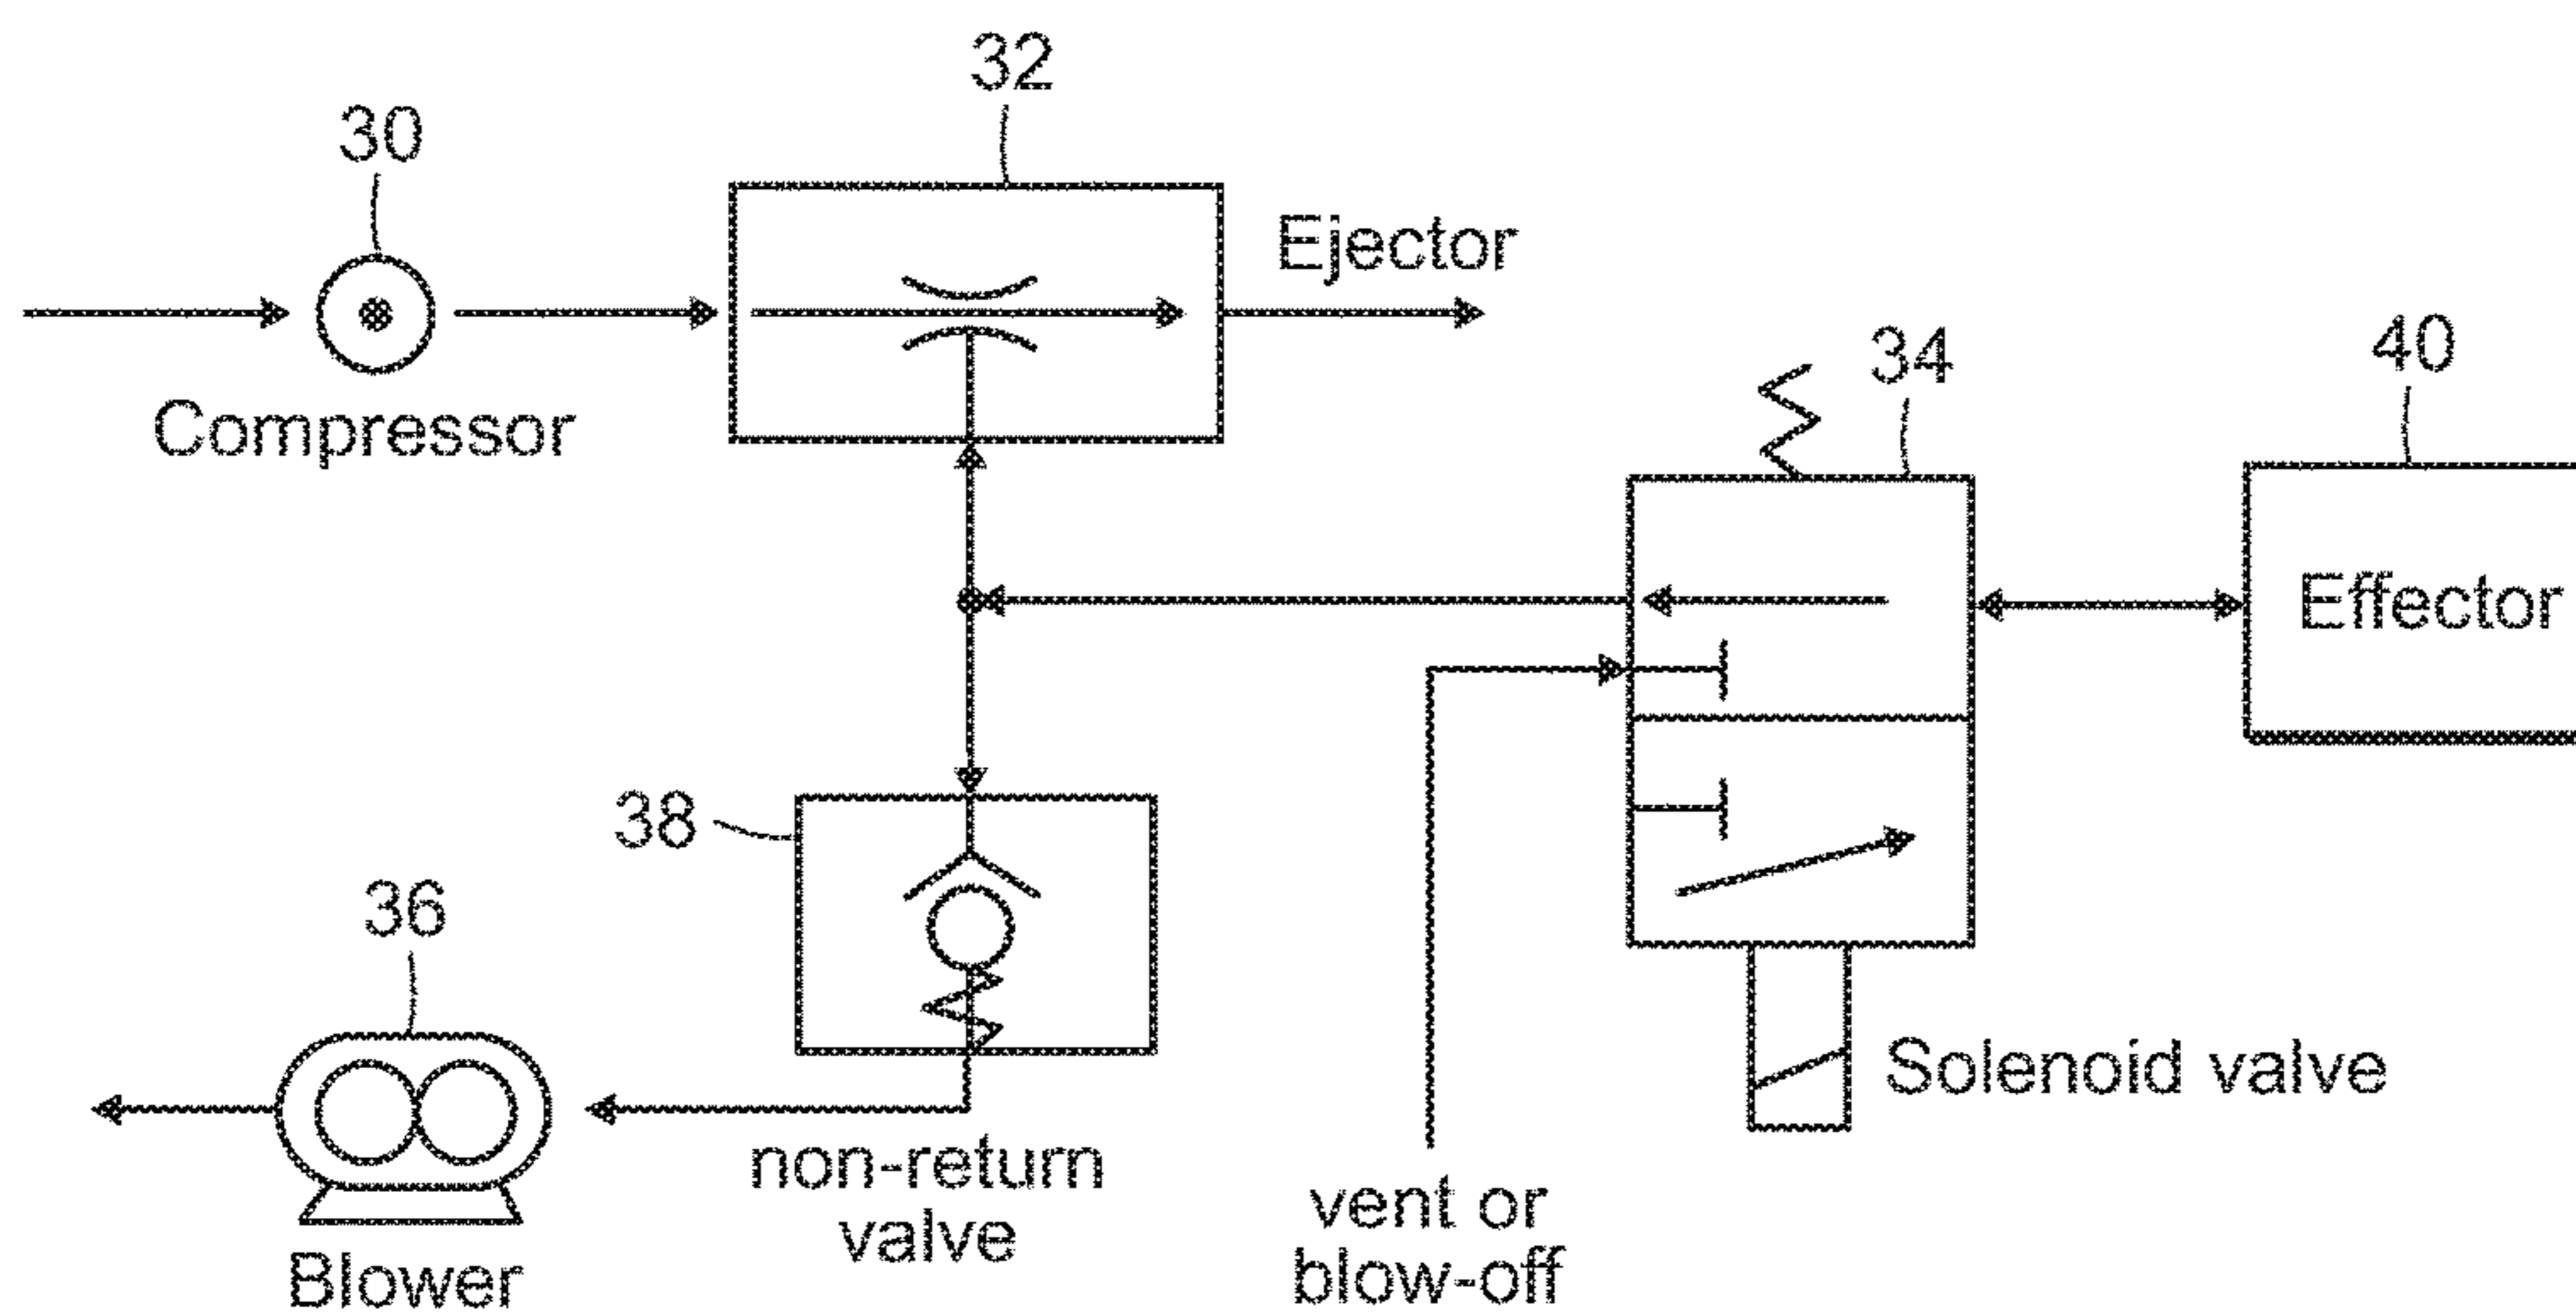 32
30
Ejector
Compressor
34
40
Effector
38
36
Solenoid valve
non-return
valve
vent or
blow-off
Blower